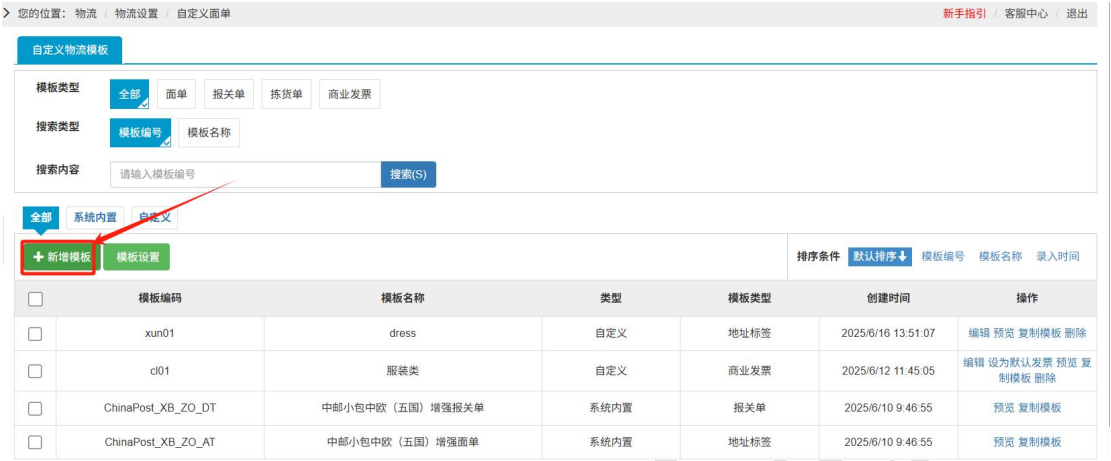 您的位置: 物流 / 物流设置 / 自定义面单 新手指引 / 客服中心 / 退出
自定义物流模板
模板类型 全部 面单 报关单 拣货单 商业发票
搜索类型 模板编号 模板名称
搜索内容 请输入模板编号 搜索(S)
全部 系统内置 自定义
+ 新增模板 模板设置 排序条件 默认排序 模板编号 模板名称 录入时间
模板编码 模板名称 类型 模板类型 创建时间 操作
xun01 dress 自定义 地址标签 2025/6/16 13:51:07 编辑 预览 复制模板 删除
cl01 服装类 自定义 商业发票 2025/6/12 11:45:05 编辑 设为默认发票 预览 复
制模板 删除
ChinaPost_XB_ZO_DT 中邮小包中欧（五国）增强报关单 系统内置 报关单 2025/6/10 9:46:55 预览 复制模板
ChinaPost_XB_ZO_AT 中邮小包中欧（五国）增强面单 系统内置 地址标签 2025/6/10 9:46:55 预览 复制模板